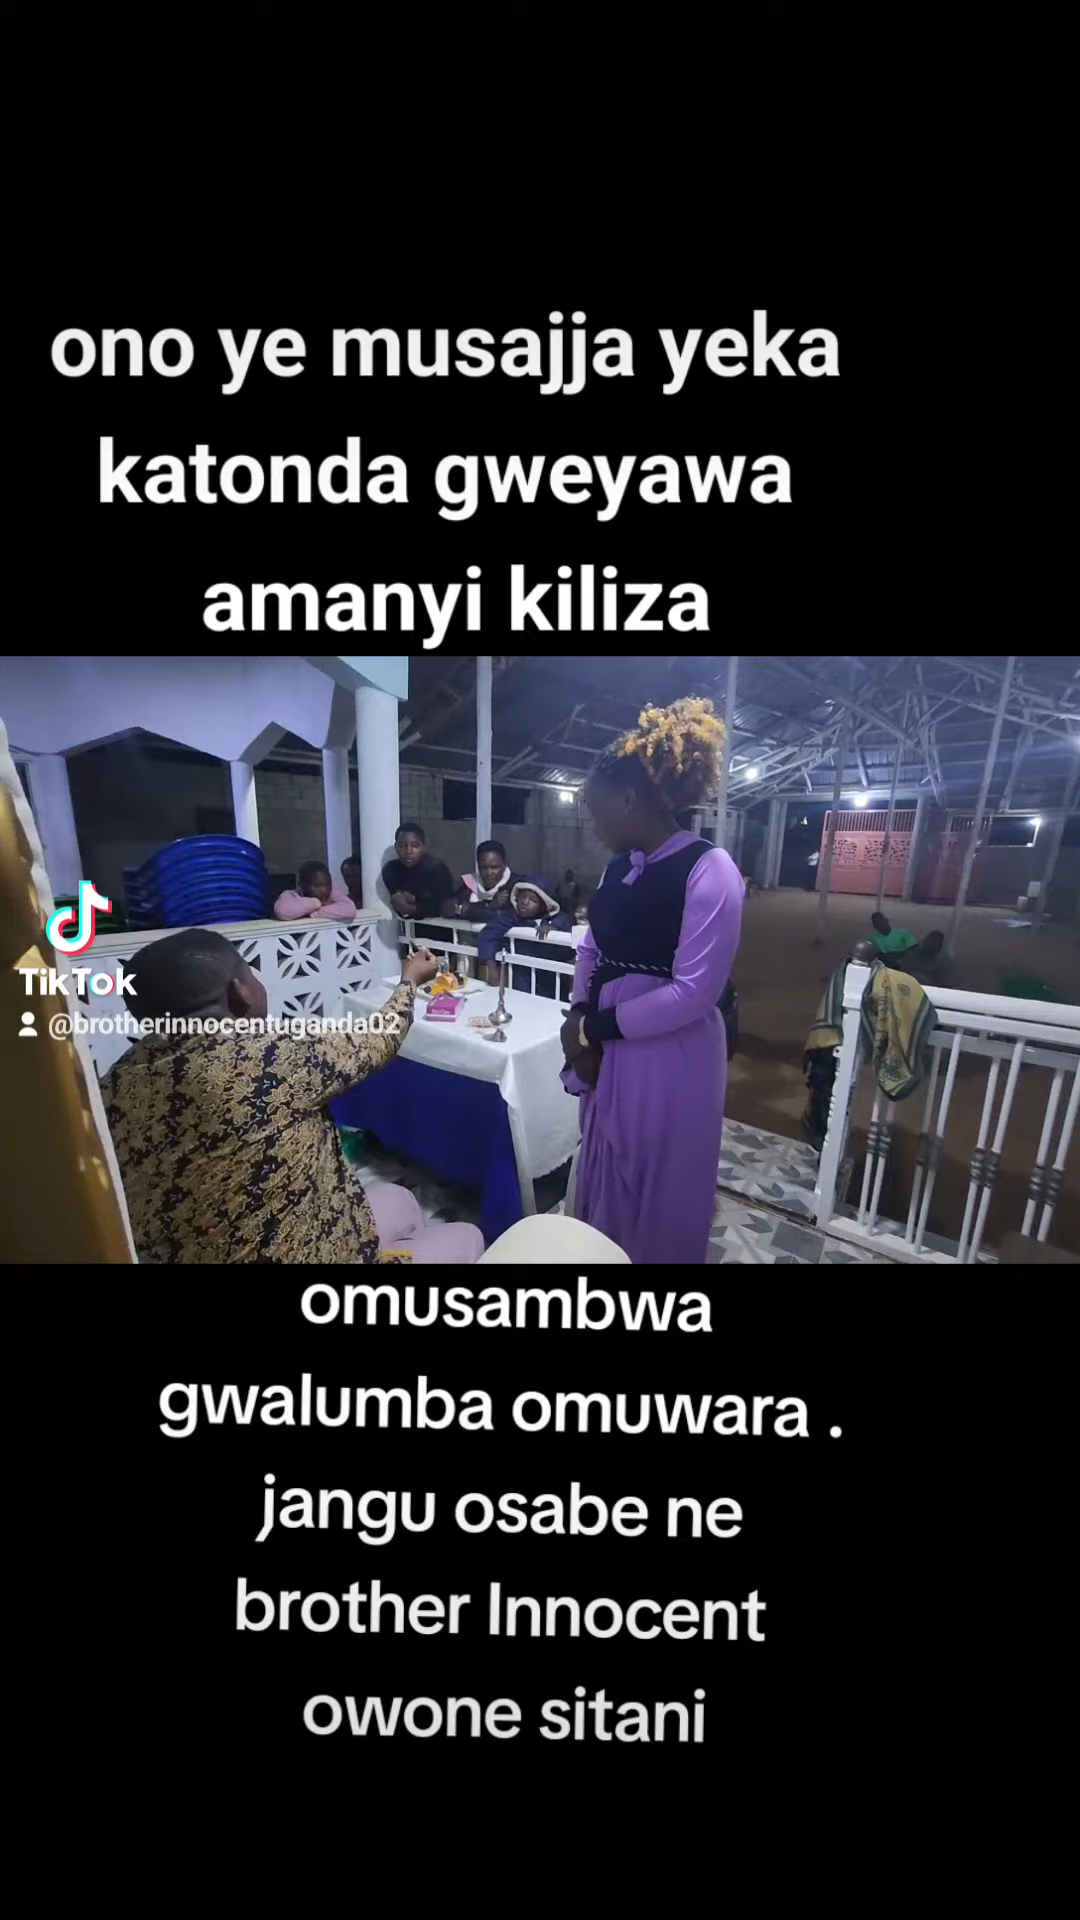 ono ye musajja yeka
katonda gweyawa
amanyi kiliza
TikTok
@brotherinnocentuganda02
omusambwa
gwalumba omuwara .
jangu osabe ne
brother Innocent
owone sitani